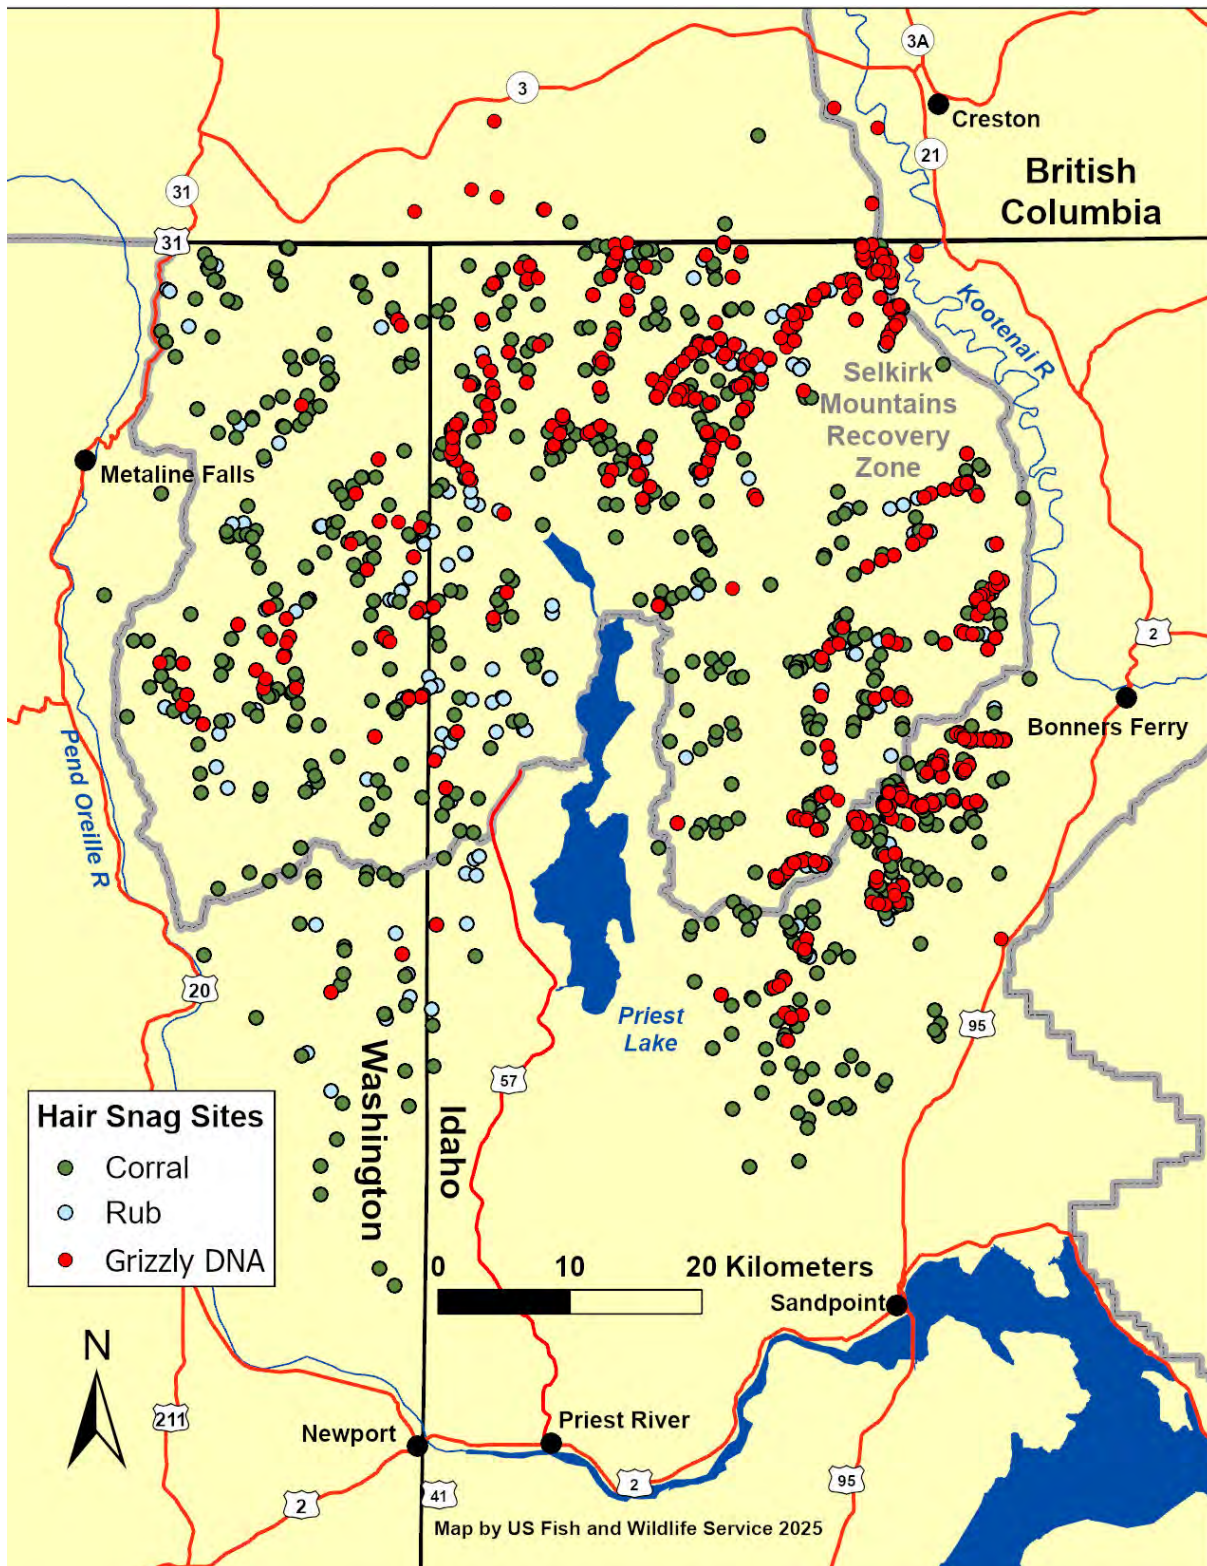 3A
3
Creston
21
British
Columbia
31
31
Kootenai R
Selkirk
Mountains
Recovery
Zone
Metaline Falls
2
Bonners Ferry
Pend Oreille R
20
Priest
Lake
95
57
Washington
Idaho
Hair Snag Sites
Corral
Rub
Grizzly DNA
0 10 20 Kilometers
Sandpoint
N
211
Newport
Priest River
2
41
2
95
Map by US Fish and Wildlife Service 2025